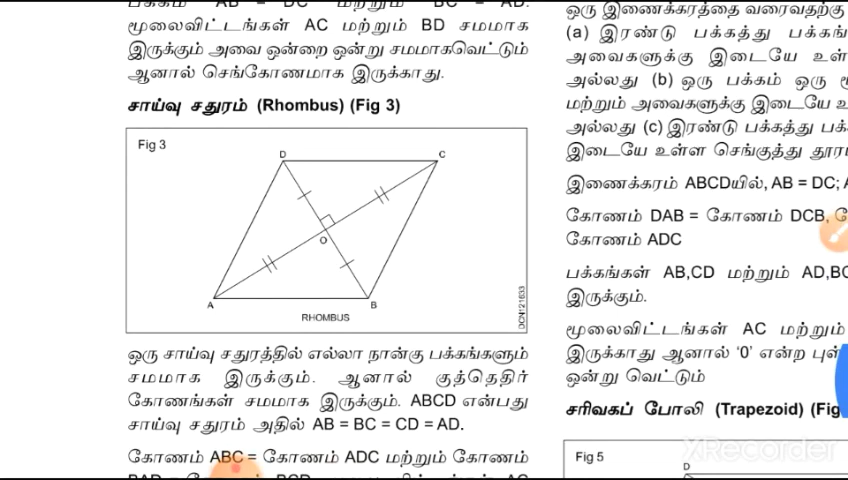 பக்கம் AB = DC மற்றும் BC = AD.
மூலைவிட்டங்கள் AC மற்றும் BD சமமாக
இருக்கும் அவை ஒன்றை ஒன்று சமமாகவெட்டும்
ஆனால் செங்கோணமாக இருக்காது.
சாய்வு சதுரம் (Rhombus) (Fig 3)
Fig 3
D
C
O
A
B
RHOMBUS
DCN121633
ஒரு சாய்வு சதுரத்தில் எல்லா நான்கு பக்கங்களும்
சமமாக இருக்கும். ஆனால் குத்தெதிர்
கோணங்கள் சமமாக இருக்கும். ABCD என்பது
சாய்வு சதுரம் அதில் AB = BC = CD = AD.
கோணம் ABC = கோணம் ADC மற்றும் கோணம்
ஒரு இணைக்கரத்தை வரைவதற்கு
(a) இரண்டு பக்கத்து
அவைகளுக்கு இடையே
அல்லது (b) ஒரு பக்கம் ஒரு
மற்றும் அவைகளுக்கு இடையே
அல்லது (c) இரண்டு பக்கத்து
இடையே உள்ள செங்குத்து
இணைக்கரம் ABCDயில், AB = DC;
கோணம் DAB = கோணம் DCB,
கோணம் ADC
பக்கங்கள் AB,CD மற்றும்
இருக்கும்.
மூலைவிட்டங்கள் AC மற்றும்
இருக்காது ஆனால் ‘0’ என்ற
ஒன்று வெட்டும்
சரிவகப் போலி (Trapezoid) (Fig
Fig 5
D
XRecorder